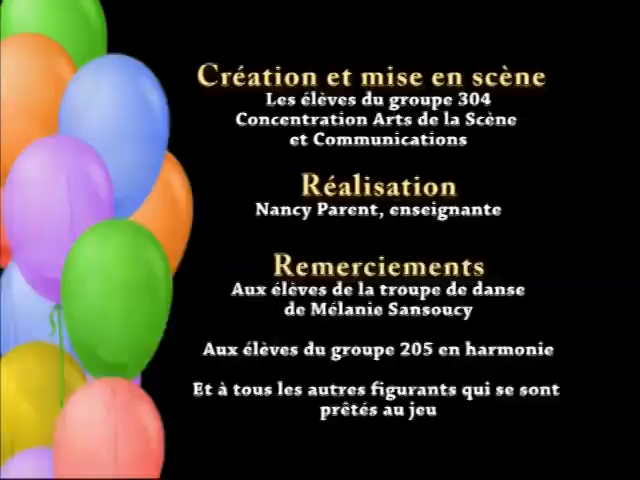 Création et mise en scène
Les élèves du groupe 304
Concentration Arts de la Scène
et Communications
Réalisation
Nancy Parent, enseignante
Remerciements
Aux élèves de la troupe de danse
de Mélanie Sansoucy
Aux élèves du groupe 205 en harmonie
Et à tous les autres figurants qui se sont
prêtés au jeu